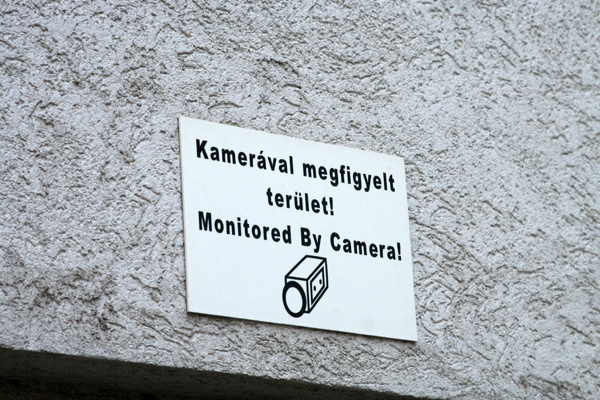 Kamerával megfigyelt
terület!
Monitored By Camera!